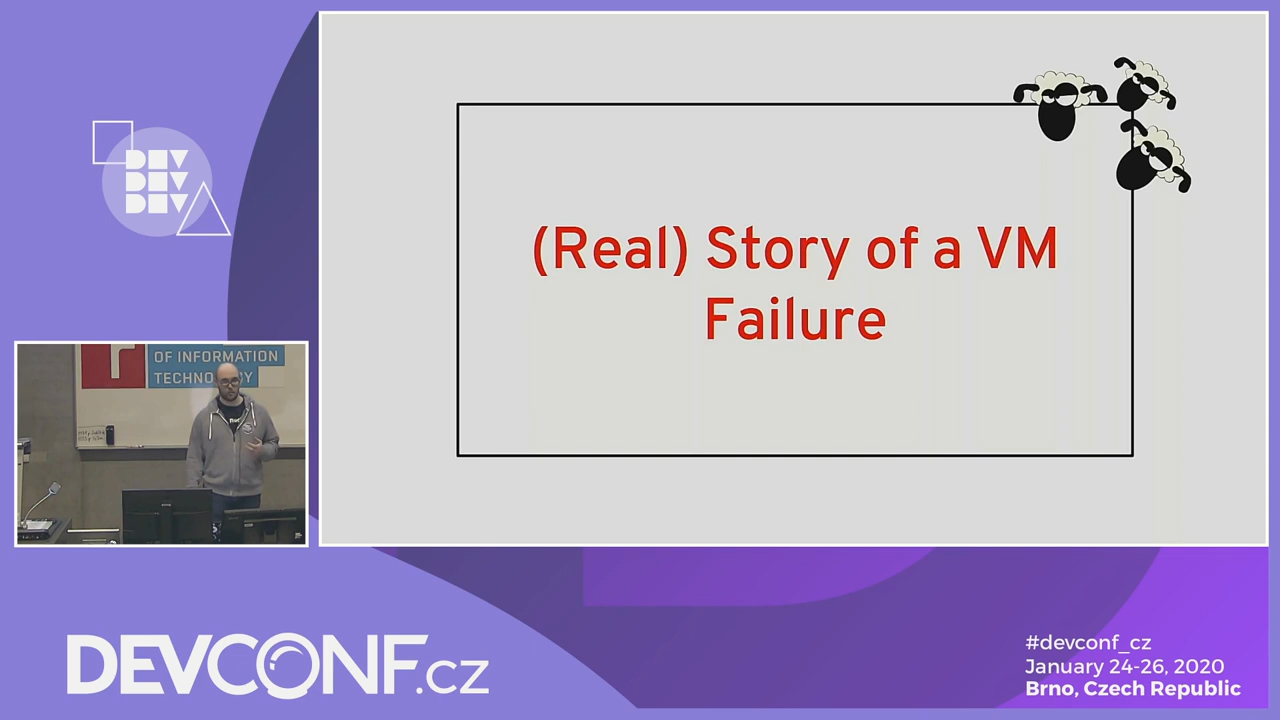 DEV
DEV
DEV
(Real) Story of a VM
Failure
OF INFORMATION
DEVCONF.cz
#devconf_cz
January 24-26, 2020
Brno, Czech Republic